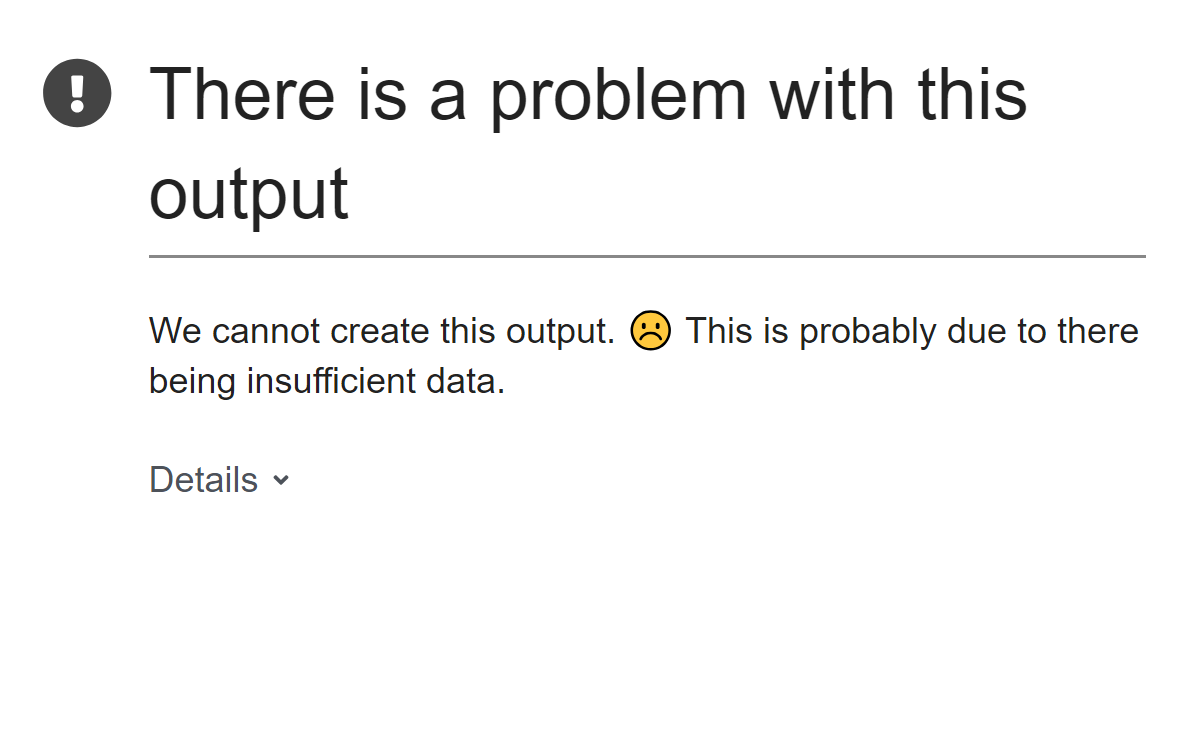 There is a problem with this
output
We cannot create this output. ☹️ This is probably due to there
being insufficient data.
Details